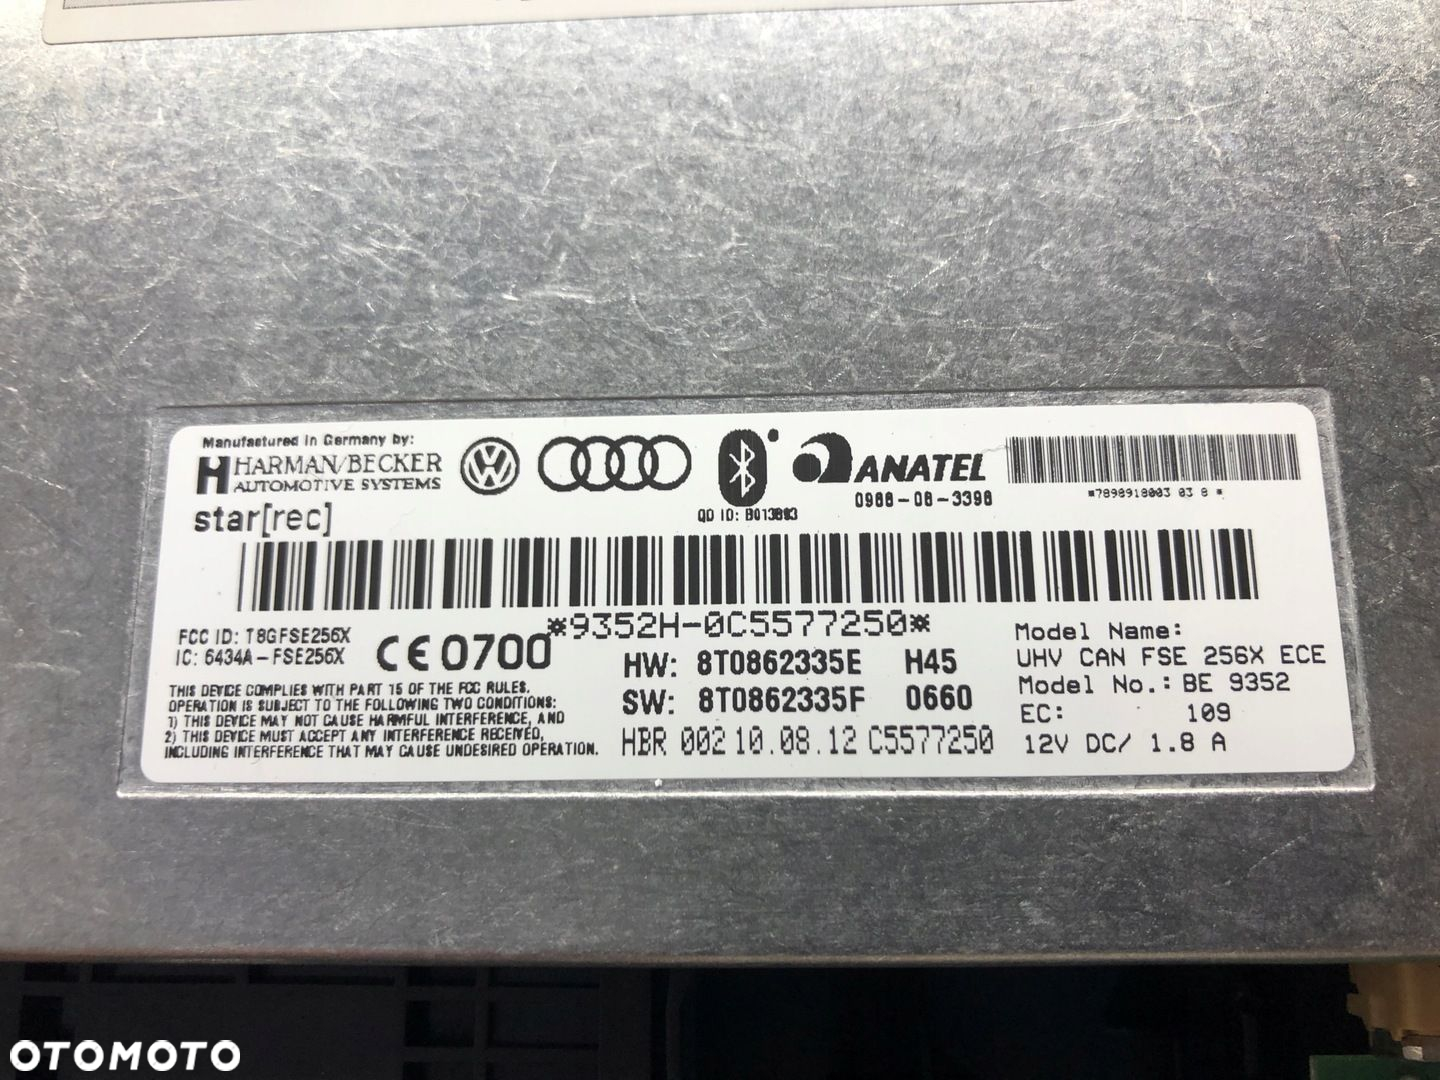 Manufactured in Germany by:
HARMAN/BECKER
AUTOMOTIVE SYSTEMS
star[rec]
QD ID: B013883
ANATEL
0988-08-3398
*7898918003 03 8 *
*9352H-0C5577250*
FCC ID: T8GFSE256X
IC: 6434A-FSE256X
CE 0700
THIS DEVICE COMPLIES WITH PART 15 OF THE FCC RULES.
OPERATION IS SUBJECT TO THE FOLLOWING TWO CONDITIONS:
1) THIS DEVICE MAY NOT CAUSE HARMFUL INTERFERENCE, AND
2) THIS DEVICE MUST ACCEPT ANY INTERFERENCE RECEIVED,
INCLUDING INTERFERENCE THAT MAY CAUSE UNDESIRED OPERATION.
HW: 8T0862335E H45
SW: 8T0862335F 0660
HBR 002 10.08.12 C5577250
Model Name:
UHV CAN FSE 256X ECE
Model No.: BE 9352
EC: 109
12V DC/ 1.8 A
OTOMOTO